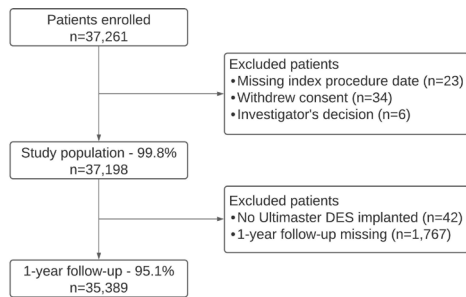 Patients enrolled
n=37,261
Excluded patients
•Missing index procedure date (n=23)
•Withdrew consent (n=34)
•Investigator's decision (n=6)
Study population - 99.8%
n=37,198
Excluded patients
•No Ultimaster DES implanted (n=42)
•1-year follow-up missing (n=1,767)
1-year follow-up - 95.1%
n=35,389